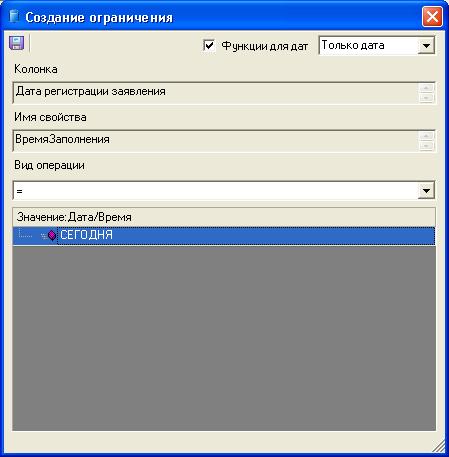 Создание ограничения
Функции для дат Только дата
Колонка
Дата регистрации заявления
Имя свойства
ВремяЗаполнения
Вид операции
=
Значение:Дата/Время
СЕГОДНЯ